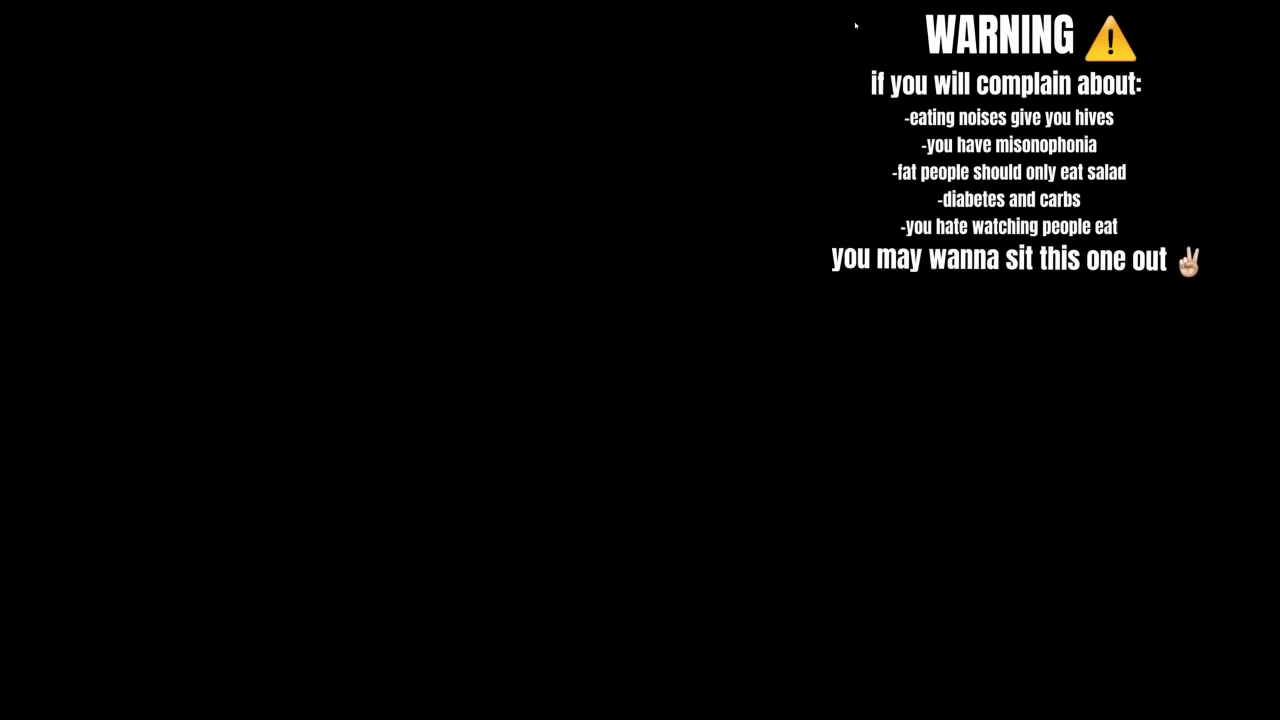 WARNING ⚠️
if you will complain about:
-eating noises give you hives
-you have misonophonia
-fat people should only eat salad
-diabetes and carbs
-you hate watching people eat
you may wanna sit this one out ✌🏻